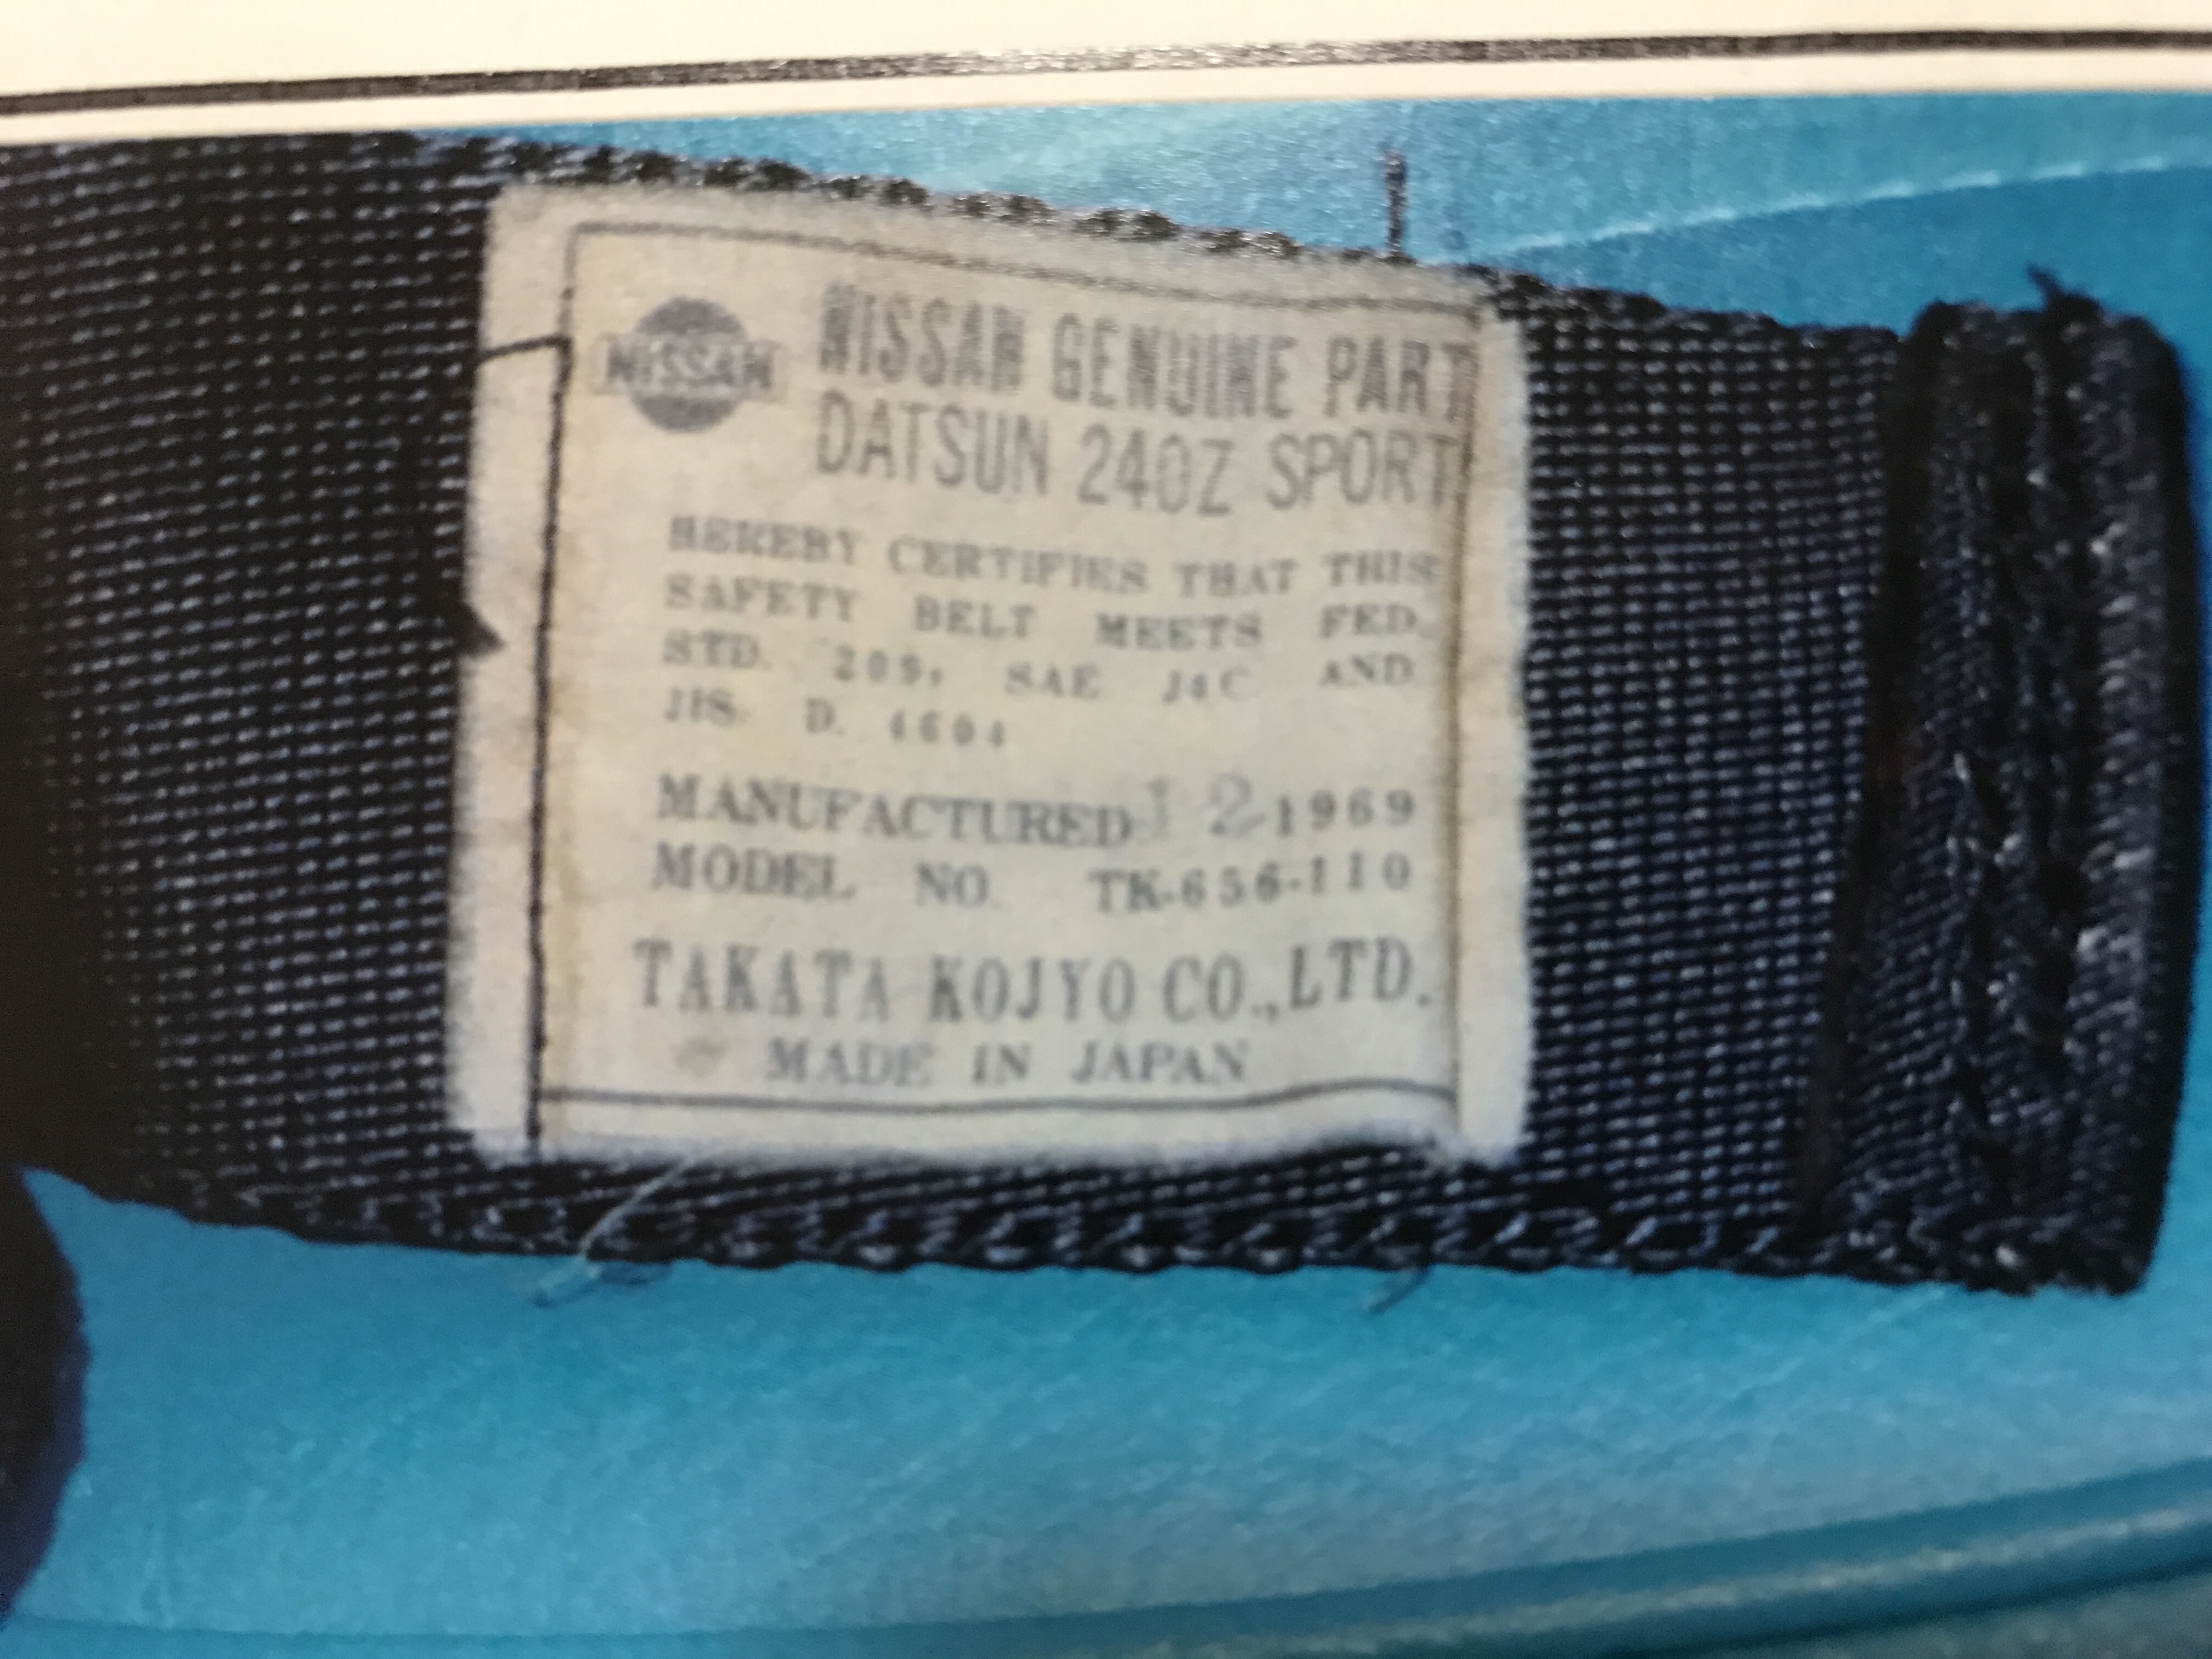 NISSAN
NISSAN GENUINE PART
DATSUN 240Z SPORT
HEREBY CERTIFIES THAT THIS
SAFETY BELT MEETS FED.
STD. 209, SAE J4C AND
JIS D. 4604
MANUFACTURED 12 1969
MODEL NO. TK-656-110
TAKATA KOJYO CO., LTD.
MADE IN JAPAN